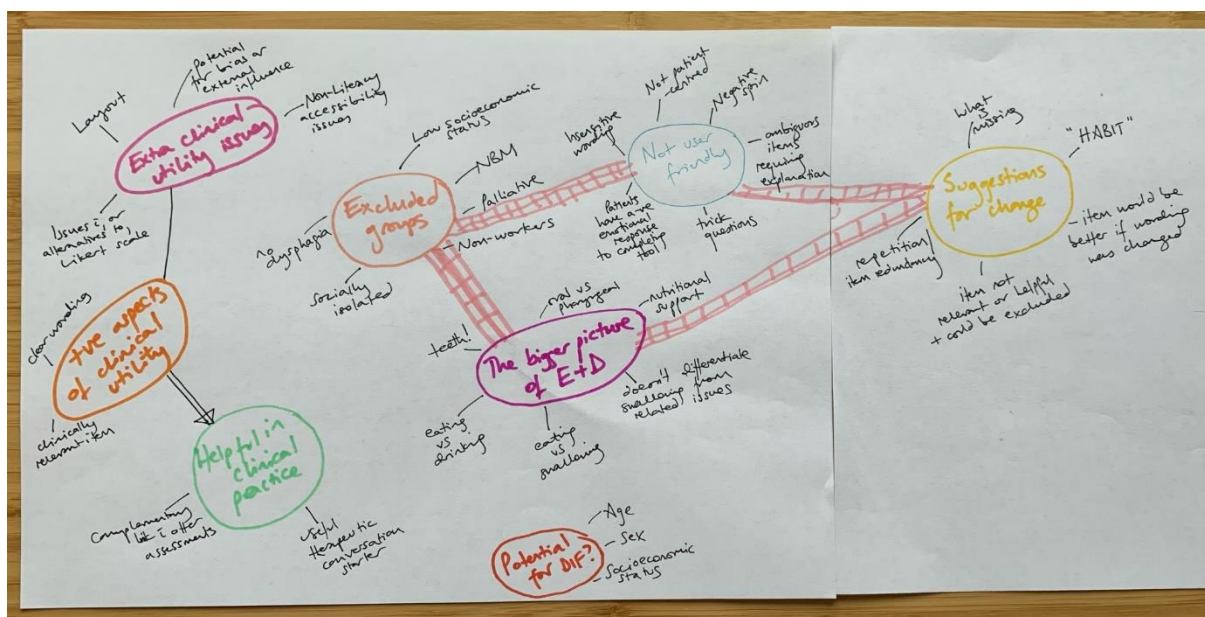 Layout
Potential
for bias or
external
influence
Non-literacy
accessibility
issues
Extra clinical
utility issues
Issues c̄, or
alternatives to
Likert scale
clear wording
+ve aspects
of clinical
utility
clinically
relevant item
Helpful in
clinical
practice
complementary
link c̄ other
assessments
useful
therapeutic
conversation
starter
Low socioeconomic
status
NBM
Palliative
Non-workers
Excluded
groups
no
dysphagia
socially
isolated
Not patient
centred
Negative
spin
Insensitive
wording
Not user
friendly
ambiguous
items
requiring
explanation
Patients
have a -ve
emotional
response
to completing
tool
trick
questions
oral vs
pharyngeal
nutritional
support
teeth!
The bigger picture
of E+D
doesn't differentiate
swallowing from
related issues
eating
vs
drinking
eating
vs
swallowing
Potential
for DIF?
Age
Sex
Socioeconomic
status
What
is
missing
"HABIT"
Suggestions
for change
item would be
better if wording
was changed
repetition/
item redundancy
item not
relevant or helpful
+ could be excluded